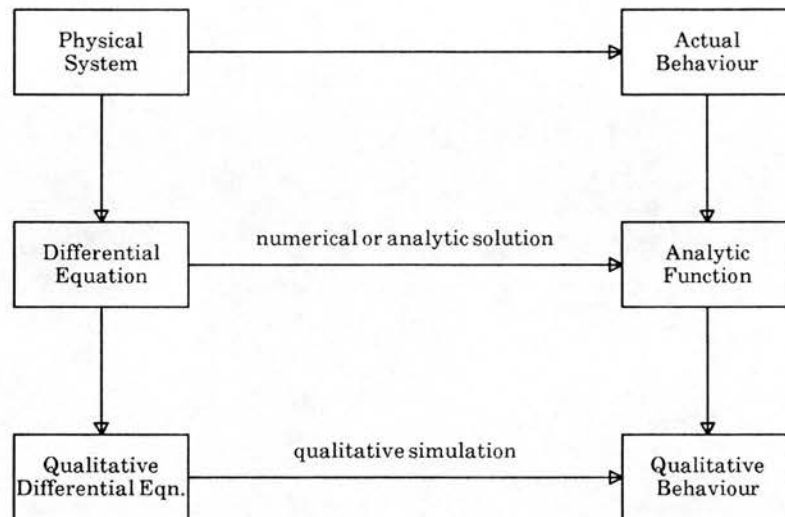 Physical
System
Actual
Behaviour
Differential
Equation
numerical or analytic solution
Analytic
Function
Qualitative
Differential Eqn.
qualitative simulation
Qualitative
Behaviour